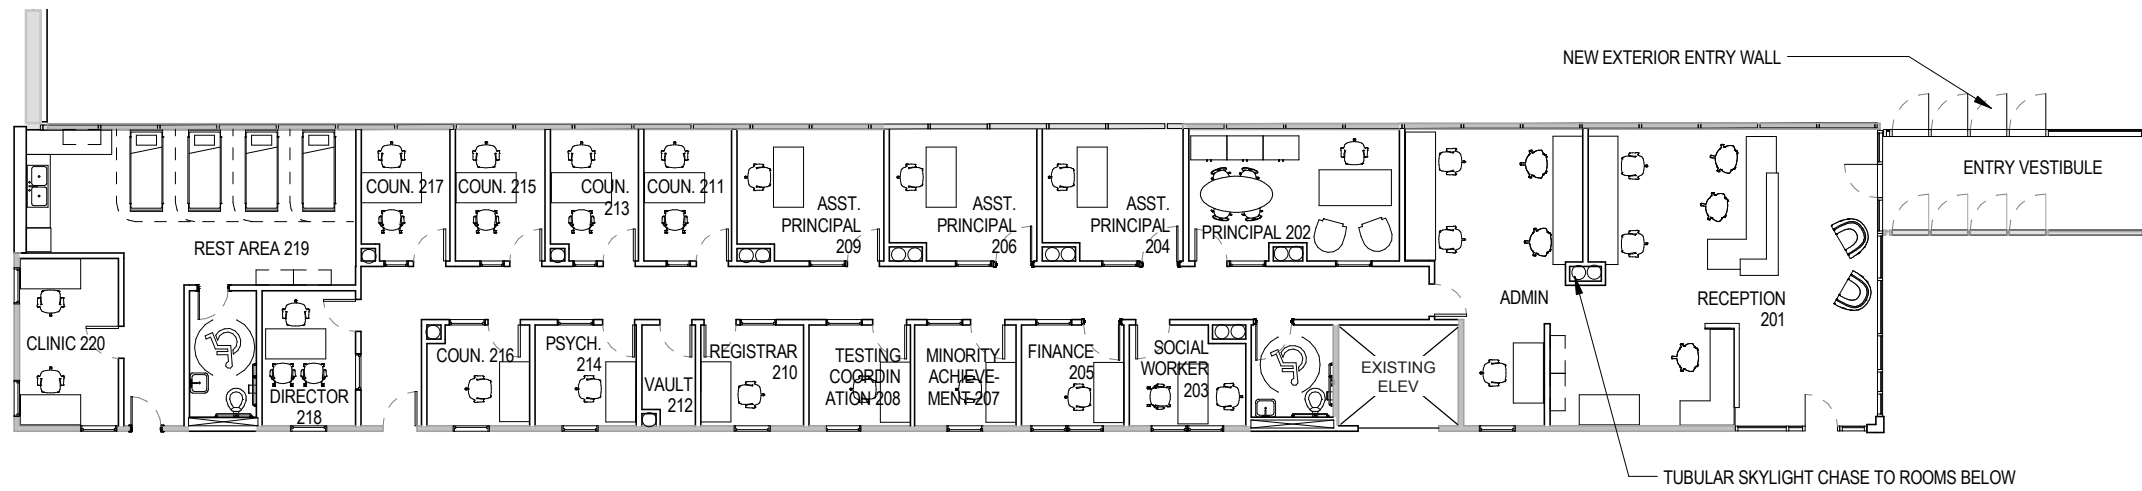 NEW EXTERIOR ENTRY WALL
ENTRY VESTIBULE
COUN. 217
COUN. 215
COUN.
213
COUN. 211
ASST.
PRINCIPAL
209
ASST.
PRINCIPAL
206
ASST.
PRINCIPAL
204
PRINCIPAL 202
REST AREA 219
ADMIN
RECEPTION
201
CLINIC 220
DIRECTOR
218
COUN. 216
PSYCH.
214
VAULT
212
REGISTRAR
210
TESTING
COORDIN
ATION 208
MINORITY
ACHIEVE-
MENT 207
FINANCE
205
SOCIAL
WORKER
203
EXISTING
ELEV
TUBULAR SKYLIGHT CHASE TO ROOMS BELOW